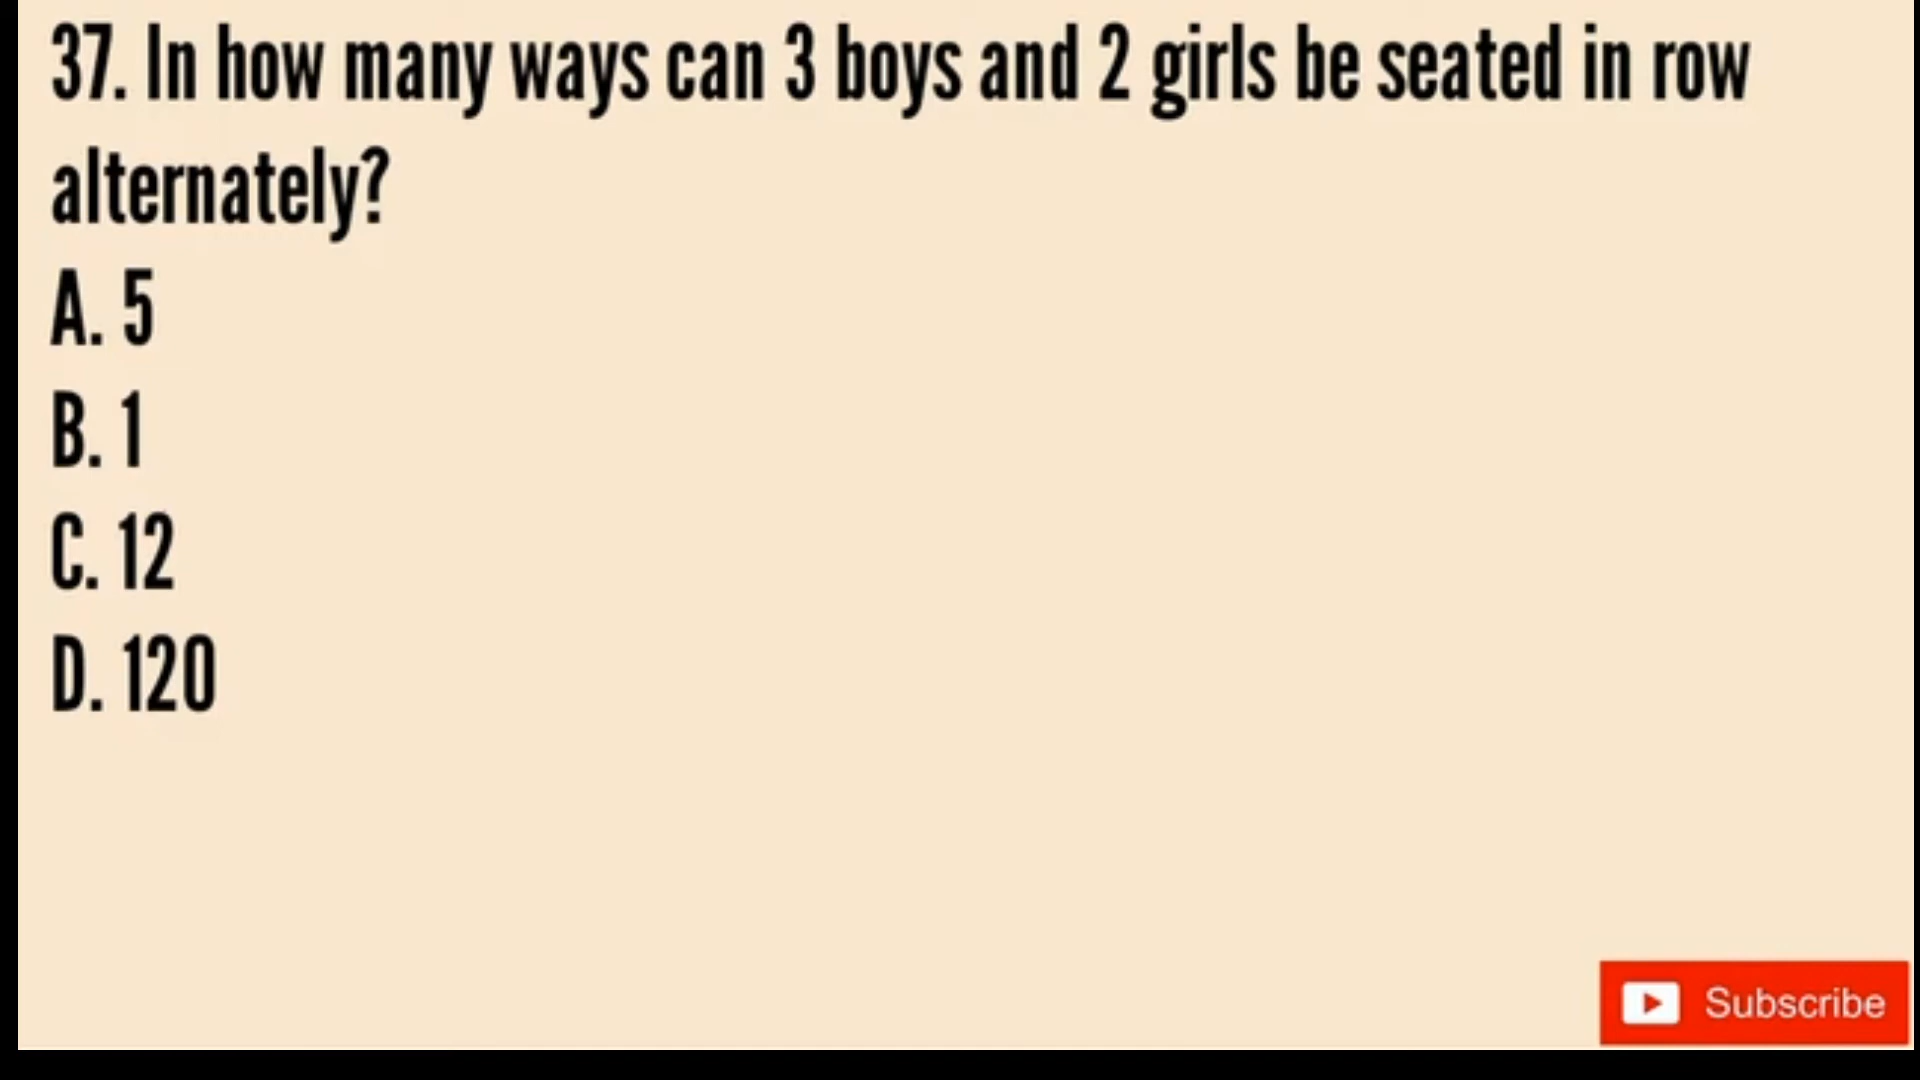 37. In how many ways can 3 boys and 2 girls be seated in row
alternately?
A. 5
B. 1
C. 12
D. 120
Subscribe